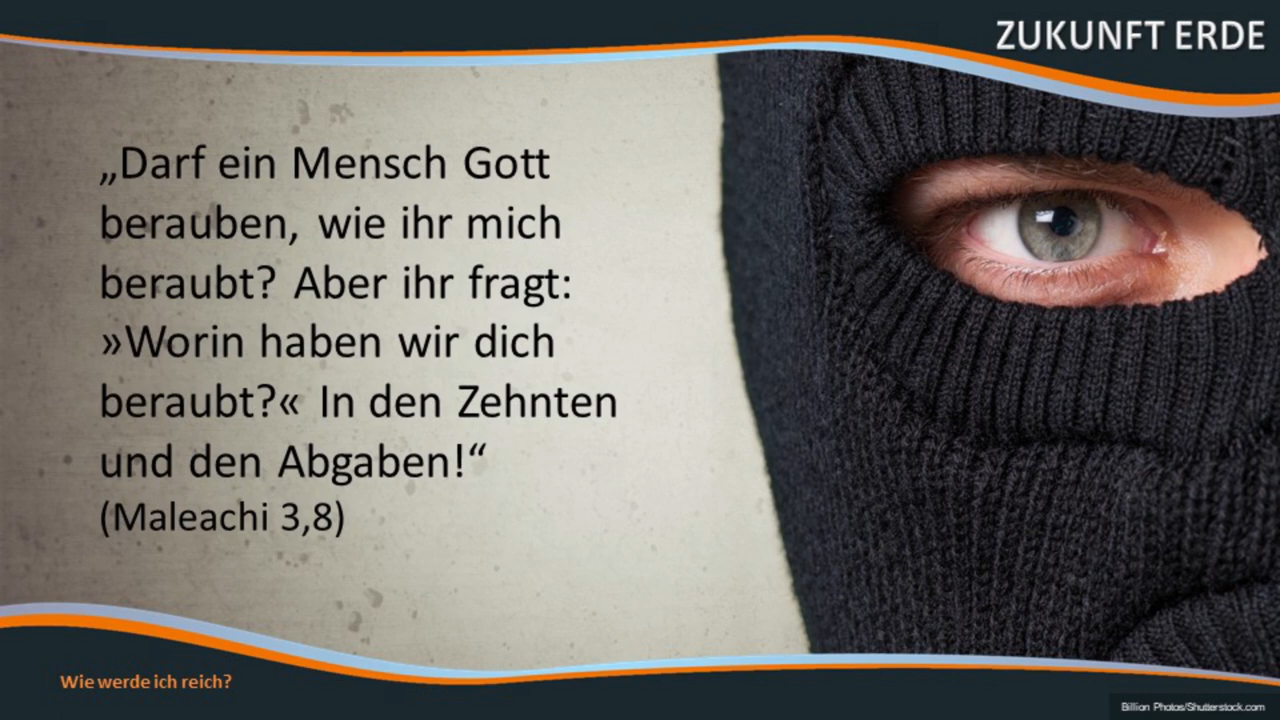 ZUKUNFT ERDE
„Darf ein Mensch Gott
berauben, wie ihr mich
beraubt? Aber ihr fragt:
»Worin haben wir dich
beraubt?« In den Zehnten
und den Abgaben!“
(Maleachi 3,8)
Wie werde ich reich?
Billion Photos/Shutterstock.com